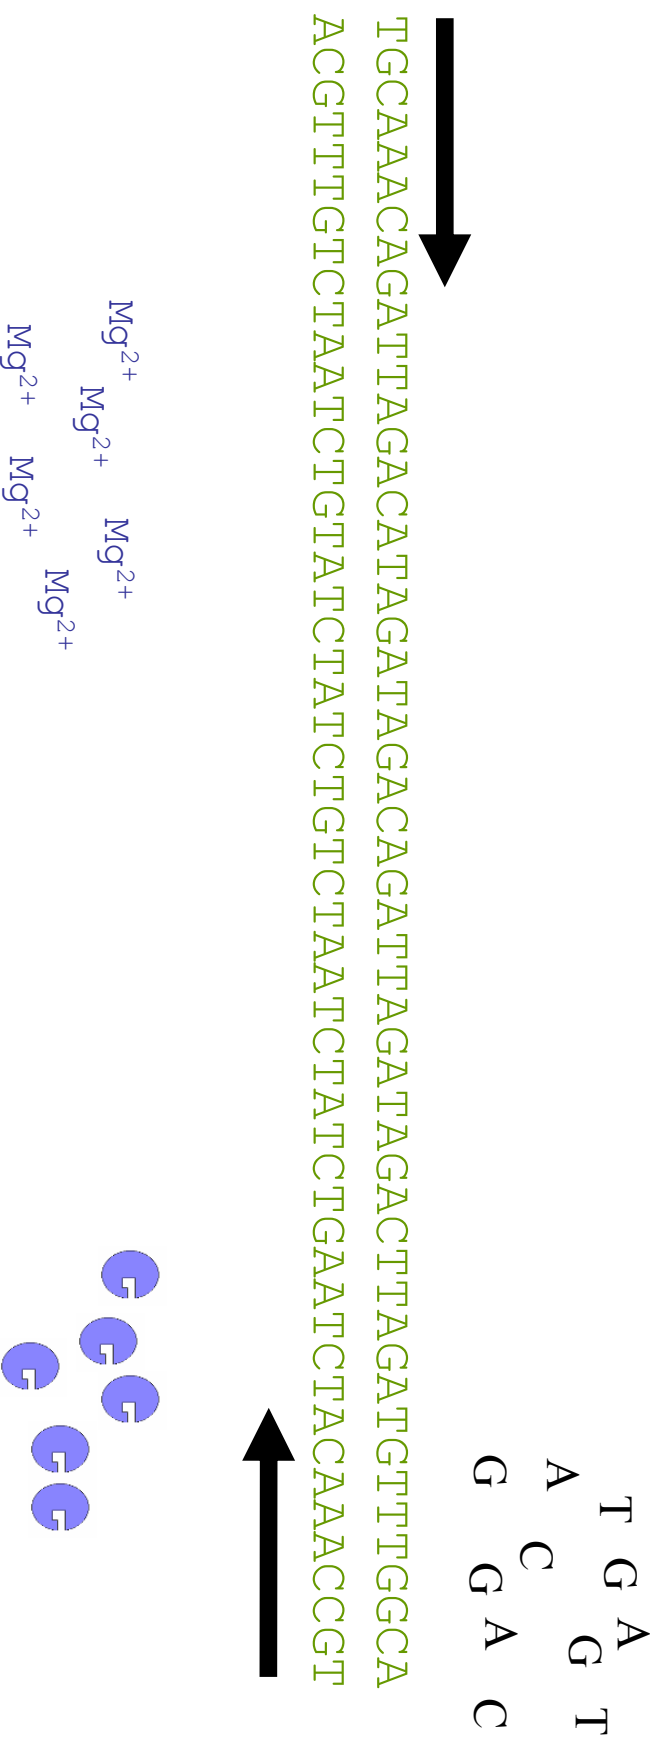 T G A
A G T
C
G G A C
TGCAAACAGATTAGACATAGATAGACAGATTAGATAGACTTAGATGTTTGGCA
ACGTTTGTCTAATCTGTATCTATCTGTCTAATCTATCTGAATCTACAAACCGT
Mg²⁺ Mg²⁺
Mg²⁺
Mg²⁺
Mg²⁺ Mg²⁺